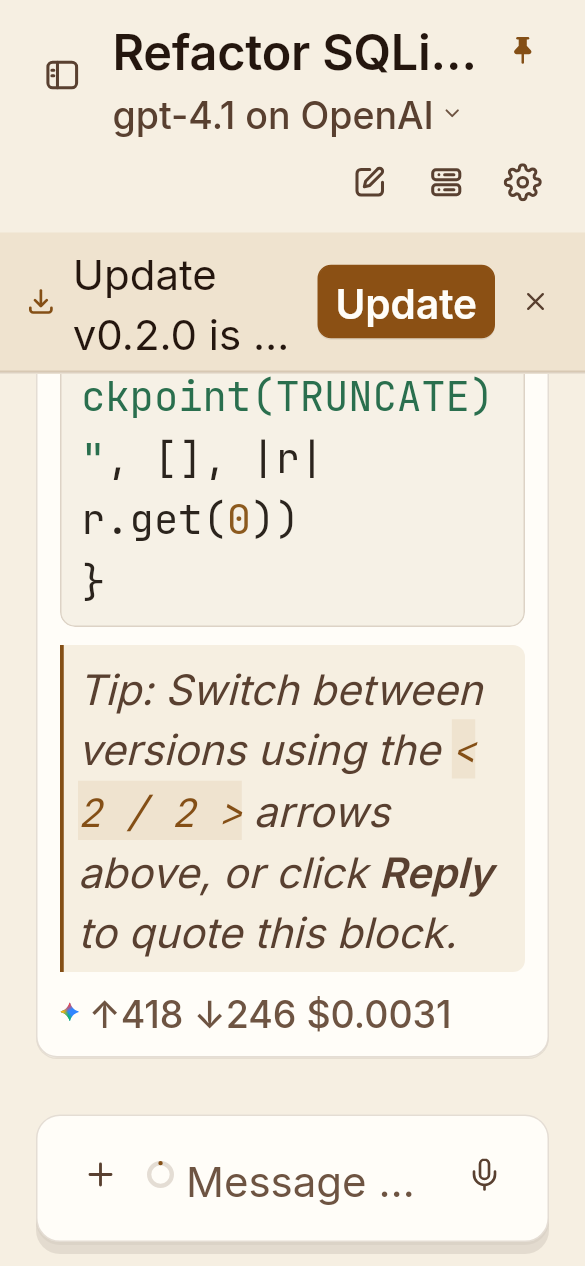 Refactor SQLi...
gpt-4.1 on OpenAI
Update
v0.2.0 is ...
Update
ckpoint(TRUNCATE)
", [], |r|
r.get(0))
}
Tip: Switch between
versions using the <
2 / 2 > arrows
above, or click Reply
to quote this block.
↑418 ↓246 $0.0031
Message ...